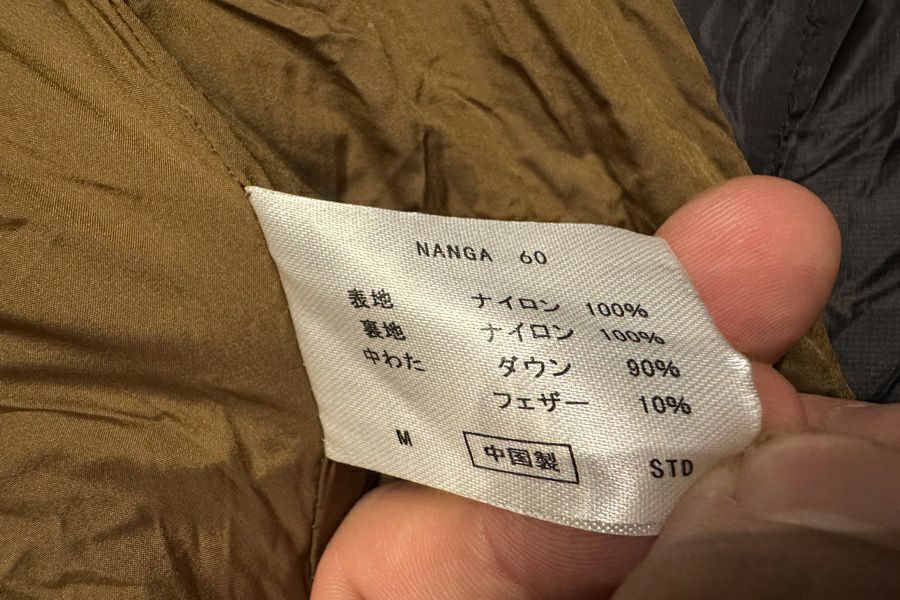 NANGA 60
表地 ナイロン 100%
裏地 ナイロン 100%
中わた ダウン 90%
フェザー 10%
M 中国製 STD